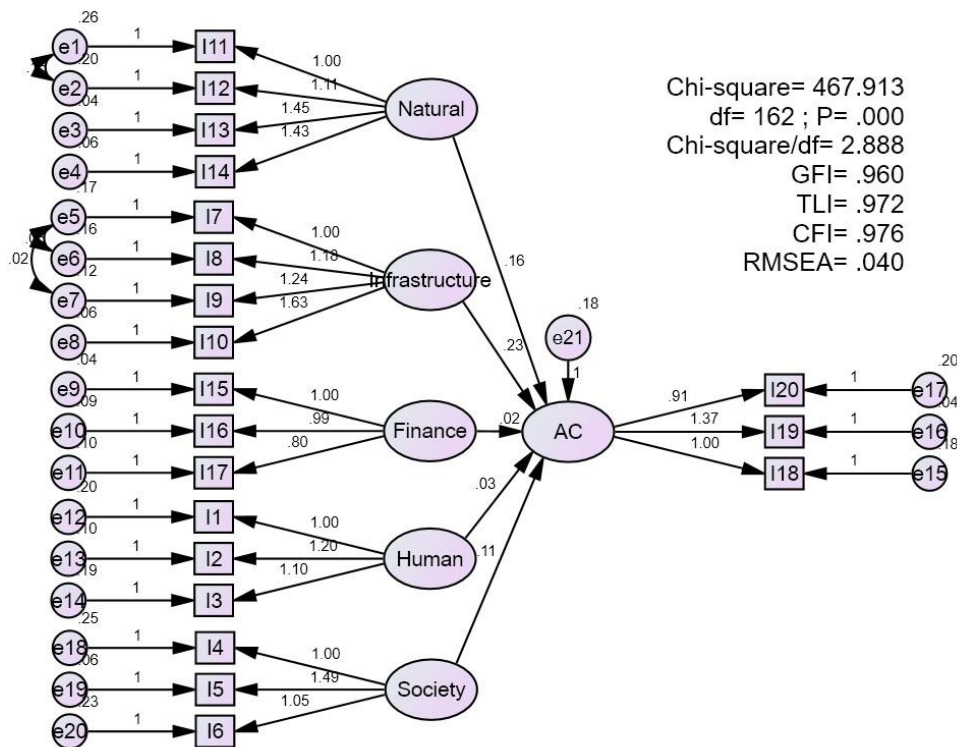 .26
e1 1 I11
.20
e2 1 I12
.04
e3 1 I13
.06
e4 1 I14
1.00
1.11
1.45
1.43
Natural
.17
e5 1 I7
.16
e6 1 I8
.12
.02
e7 1 I9
.06
e8 1 I10
1.00
1.18
1.24
1.63
Infrastructure
.04
e9 1 I15
.09
e10 1 I16
.10
e11 1 I17
1.00
.99
.80
Finance
.20
e12 1 I1
.10
e13 1 I2
.19
e14 1 I3
1.00
1.20
1.10
Human
.25
e18 1 I4
.06
e19 1 I5
.23
e20 1 I6
1.00
1.49
1.05
Society
.16
.23
.02
.03
.11
.18
e21
1
AC
.91
1.37
1.00
.20
I20 1 e17
.04
I19 1 e16
.18
I18 1 e15
Chi-square= 467.913
df= 162 ; P= .000
Chi-square/df= 2.888
GFI= .960
TLI= .972
CFI= .976
RMSEA= .040